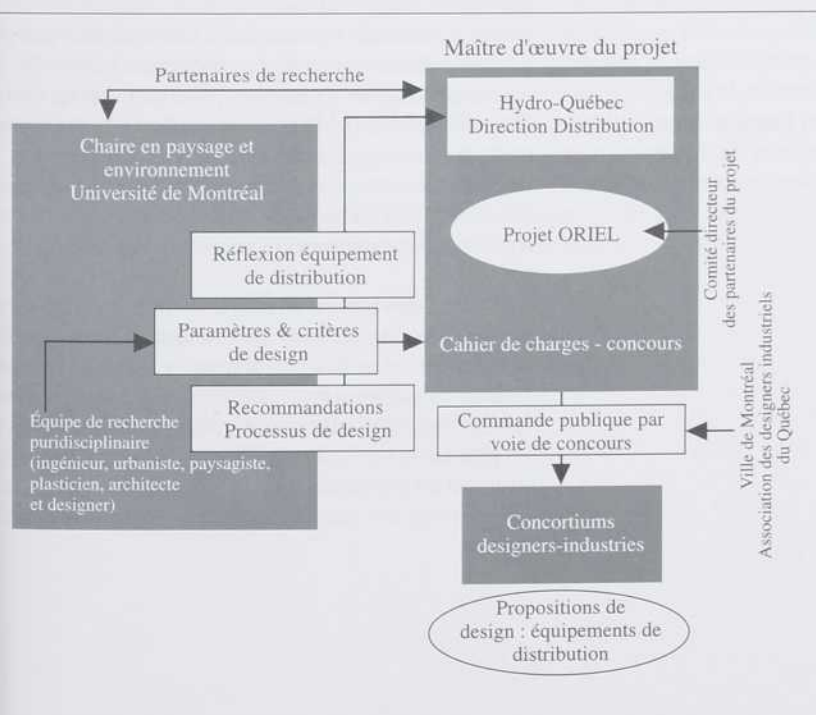 Maître d'œuvre du projet
Partenaires de recherche
Hydro-Québec
Direction Distribution
Chaire en paysage et
environnement
Université de Montréal
Projet ORIEL
Comité directeur
des partenaires du projet
Réflexion équipement
de distribution
Paramètres & critères
de design
Cahier de charges - concours
Recommandations
Processus de design
Équipe de recherche
puridisciplinaire
(ingénieur, urbaniste, paysagiste,
plasticien, architecte
et designer)
Commande publique par
voie de concours
Ville de Montréal
Association des designers industriels
du Québec
Concortiums
designers-industries
Propositions de
design : équipements de
distribution